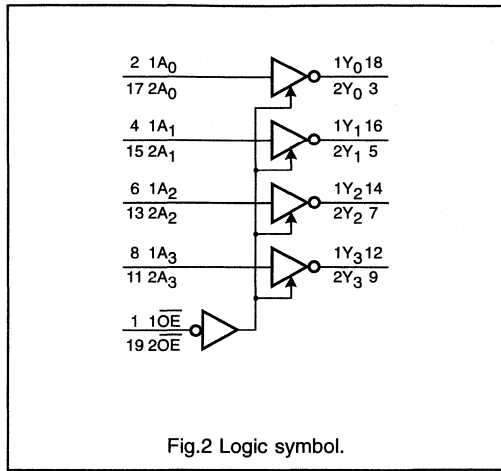 2 1A0 1Y0 18
17 2A0 2Y0 3
4 1A1 1Y1 16
15 2A1 2Y1 5
6 1A2 1Y2 14
13 2A2 2Y2 7
8 1A3 1Y3 12
11 2A3 2Y3 9
1 1O̅E̅
19 2O̅E̅
Fig.2 Logic symbol.